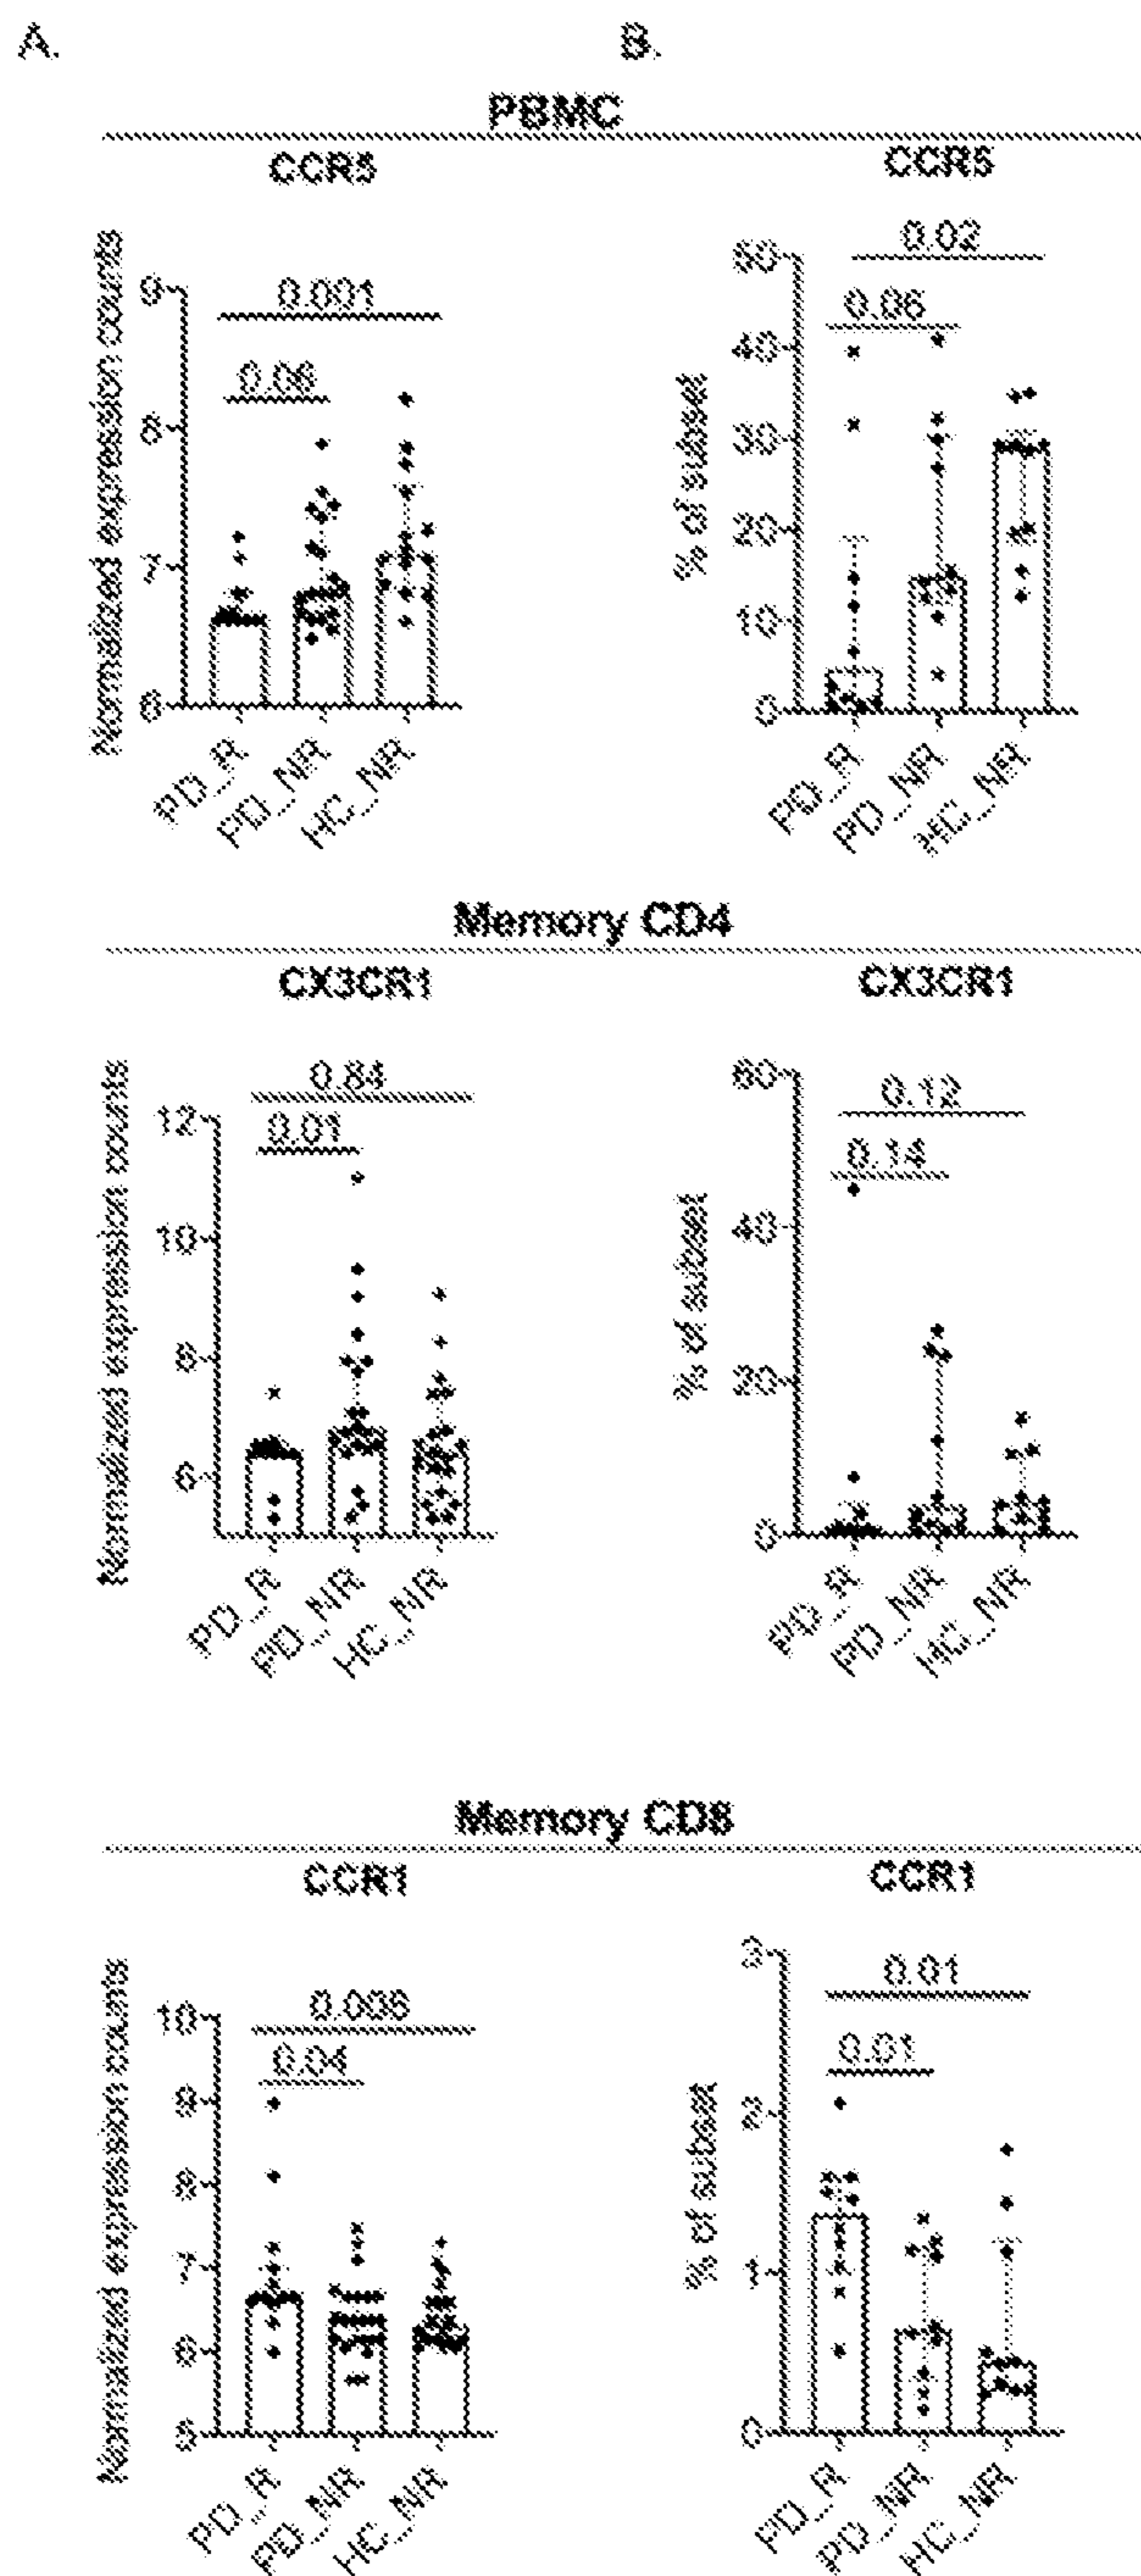 A.
B.
PBMC
CCR5
CCR5
Normalized expression counts
9
8
7
6
0.001
0.06
PD_R
PD_NR
HC_NR
% of subset
50
40
30
20
10
0
0.02
0.06
PD_R
PD_NR
HC_NR
Memory CD4
CX3CR1
CX3CR1
Normalized expression counts
12
10
8
6
0.84
0.01
PD_R
PD_NR
HC_NR
% of subset
60
40
20
0
0.12
0.14
PD_R
PD_NR
HC_NR
Memory CD8
CCR1
CCR1
Normalized expression counts
10
9
8
7
6
5
0.04
PD_R
PD_NR
HC_NR
% of subset
3
2
1
0
0.01
0.01
PD_R
PD_NR
HC_NR